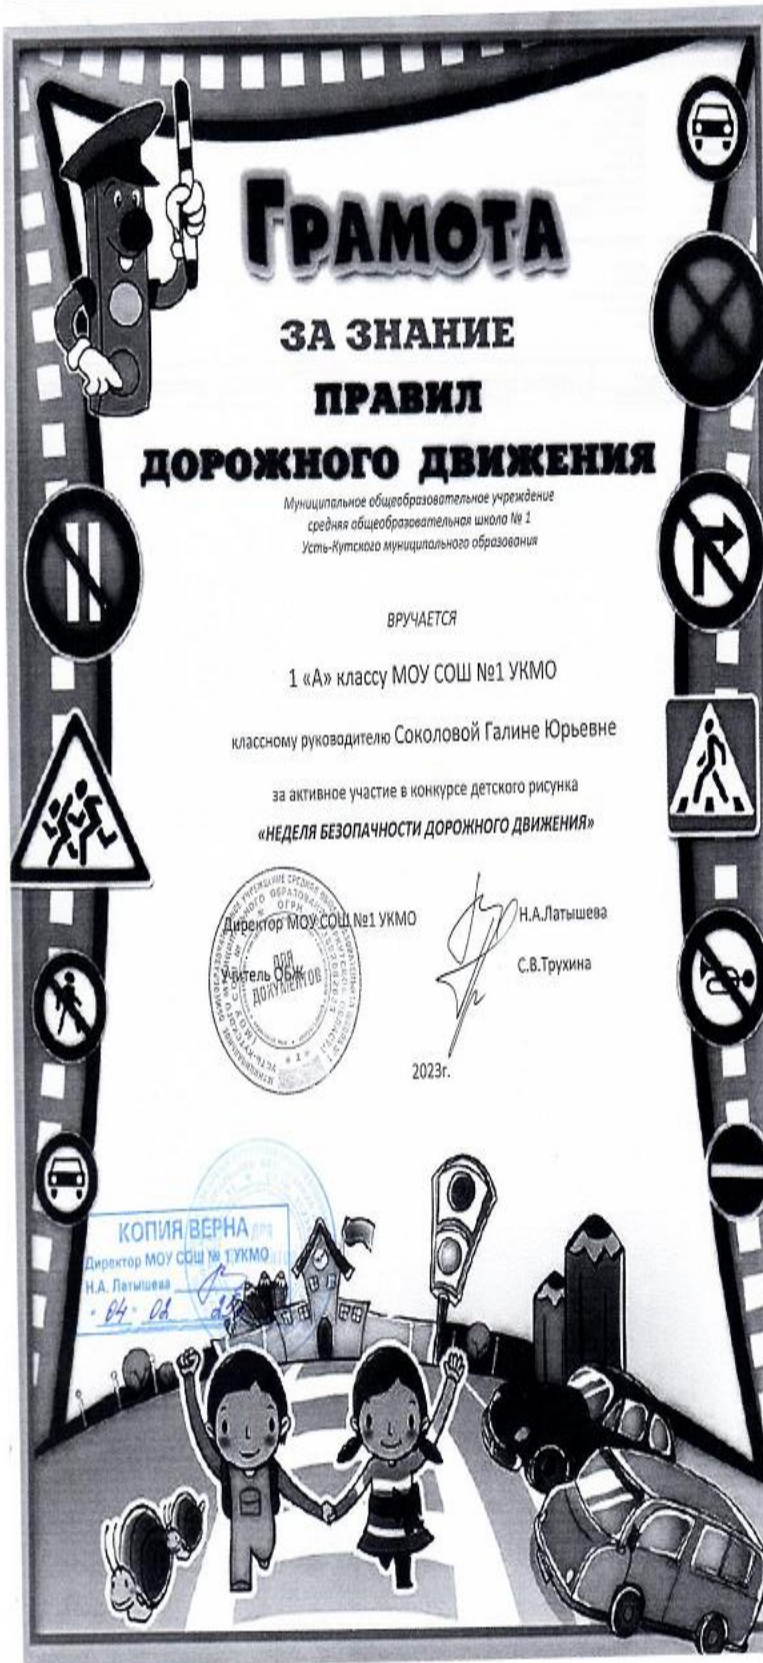 ГРАМОТА
ЗА ЗНАНИЕ
ПРАВИЛ
ДОРОЖНОГО ДВИЖЕНИЯ
Муниципальное общеобразовательное учреждение
средняя общеобразовательная школа № 1
Усть-Кутского муниципального образования
ВРУЧАЕТСЯ
1 «А» классу МОУ СОШ №1 УКМО
классному руководителю Соколовой Галине Юрьевне
за активное участие в конкурсе детского рисунка
«НЕДЕЛЯ БЕЗОПАЧНОСТИ ДОРОЖНОГО ДВИЖЕНИЯ»
Директор МОУ СОШ №1 УКМО Н.А.Латышева
Учитель ОБЖ С.В.Трухина
ДЛЯ
ДОКУМЕНТОВ
2023г.
КОПИЯ ВЕРНА
Директор МОУ СОШ № 1 УКМО
Н.А. Латышева
04 02